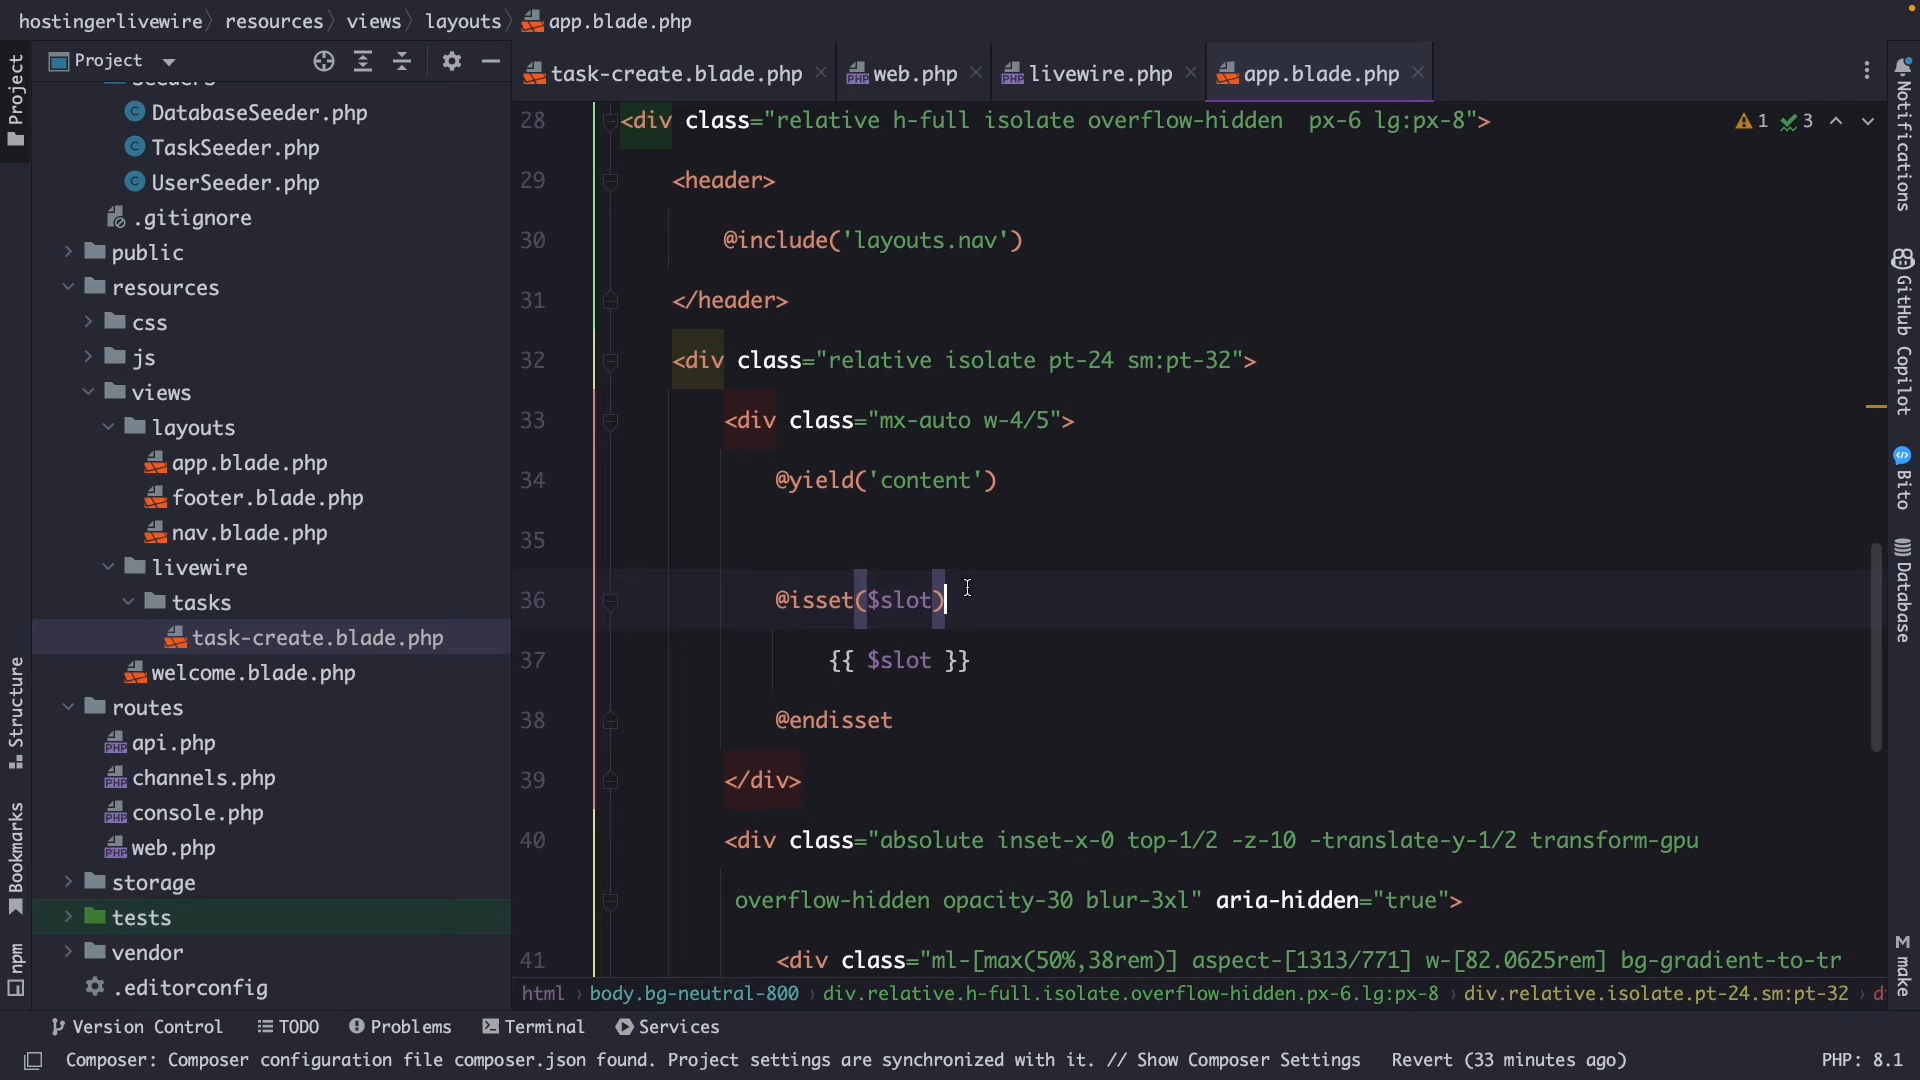 hostingerlivewire resources views layouts app.blade.php
Project
task-create.blade.php web.php livewire.php app.blade.php
DatabaseSeeder.php
TaskSeeder.php
UserSeeder.php
.gitignore
public
resources
css
js
views
layouts
app.blade.php
footer.blade.php
nav.blade.php
livewire
tasks
task-create.blade.php
welcome.blade.php
routes
api.php
channels.php
console.php
web.php
storage
tests
vendor
.editorconfig
28 <div class="relative h-full isolate overflow-hidden  px-6 lg:px-8">
1 3
29 <header>
30 @include('layouts.nav')
31 </header>
32 <div class="relative isolate pt-24 sm:pt-32">
33 <div class="mx-auto w-4/5">
34 @yield('content')
35
36 @isset($slot)
37 {{ $slot }}
38 @endisset
39 </div>
40 <div class="absolute inset-x-0 top-1/2 -z-10 -translate-y-1/2 transform-gpu
overflow-hidden opacity-30 blur-3xl" aria-hidden="true">
41 <div class="ml-[max(50%,38rem)] aspect-[1313/771] w-[82.0625rem] bg-gradient-to-tr
html body.bg-neutral-800 div.relative.h-full.isolate.overflow-hidden.px-6.lg:px-8 div.relative.isolate.pt-24.sm:pt-32
Project
Structure
Bookmarks
npm
Notifications
GitHub Copilot
Bito
Database
make
Version Control TODO Problems Terminal Services
Composer: Composer configuration file composer.json found. Project settings are synchronized with it. // Show Composer Settings Revert (33 minutes ago) PHP: 8.1